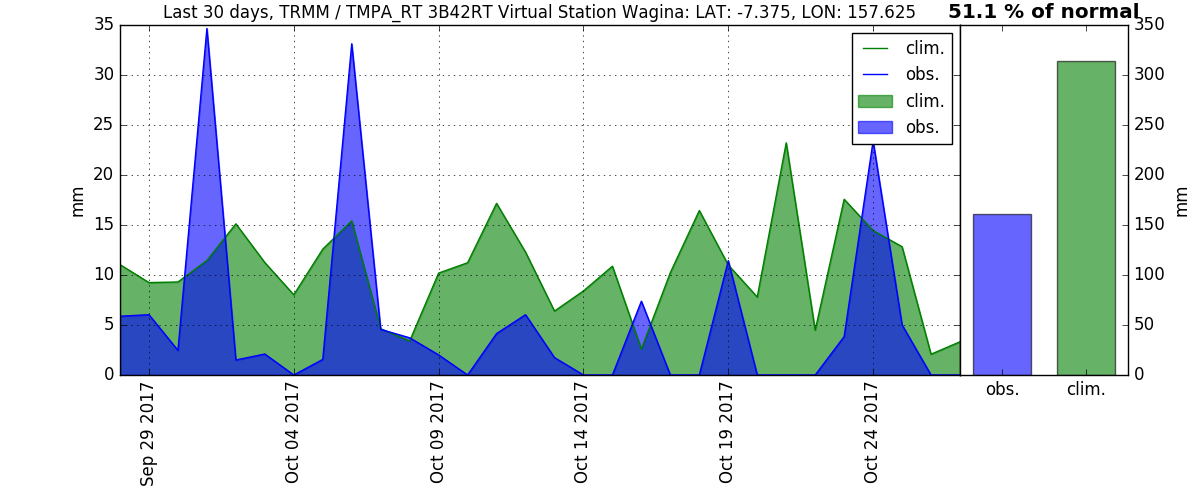 Last 30 days, TRMM / TMPA_RT 3B42RT Virtual Station Wagina: LAT: -7.375, LON: 157.625
51.1 % of normal
35
30
25
20
15
10
5
0
mm
clim.
obs.
clim.
obs.
350
300
250
200
150
100
50
0
mm
Sep 29 2017
Oct 04 2017
Oct 09 2017
Oct 14 2017
Oct 19 2017
Oct 24 2017
obs.
clim.